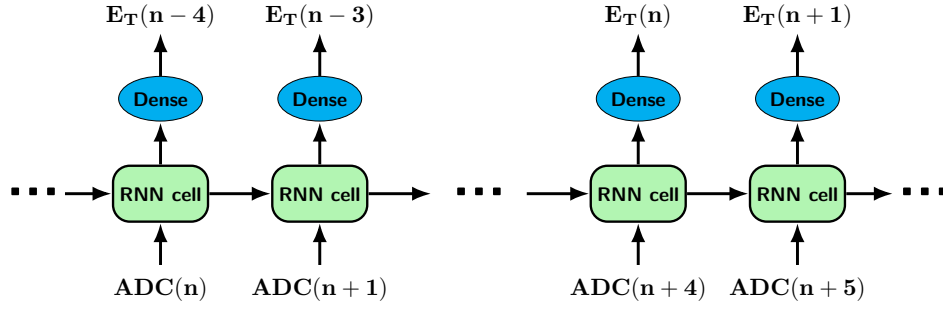 E_T(n − 4) E_T(n − 3) E_T(n) E_T(n + 1)
Dense Dense Dense Dense
RNN cell RNN cell RNN cell RNN cell
ADC(n) ADC(n + 1) ADC(n + 4) ADC(n + 5)